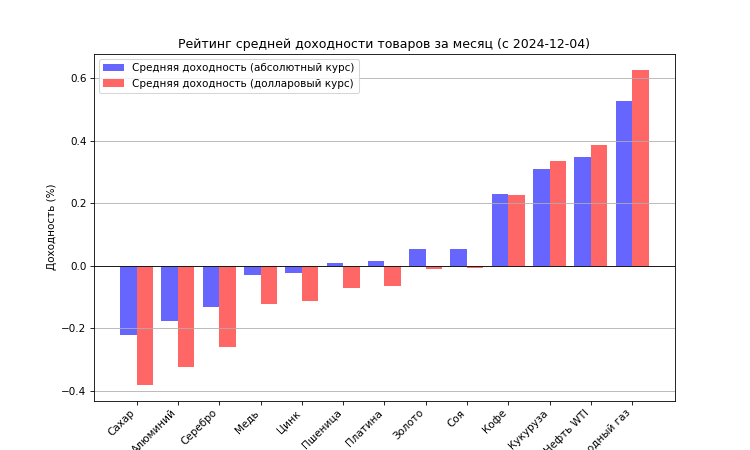 Рейтинг средней доходности товаров за месяц (с 2024-12-04)
Средняя доходность (абсолютный курс)
Средняя доходность (долларовый курс)
Доходность (%)
0.6
0.4
0.2
0.0
−0.2
−0.4
Сахар
Алюминий
Серебро
Медь
Цинк
Пшеница
Платина
Золото
Соя
Кофе
Кукуруза
Нефть WTI
одный газ